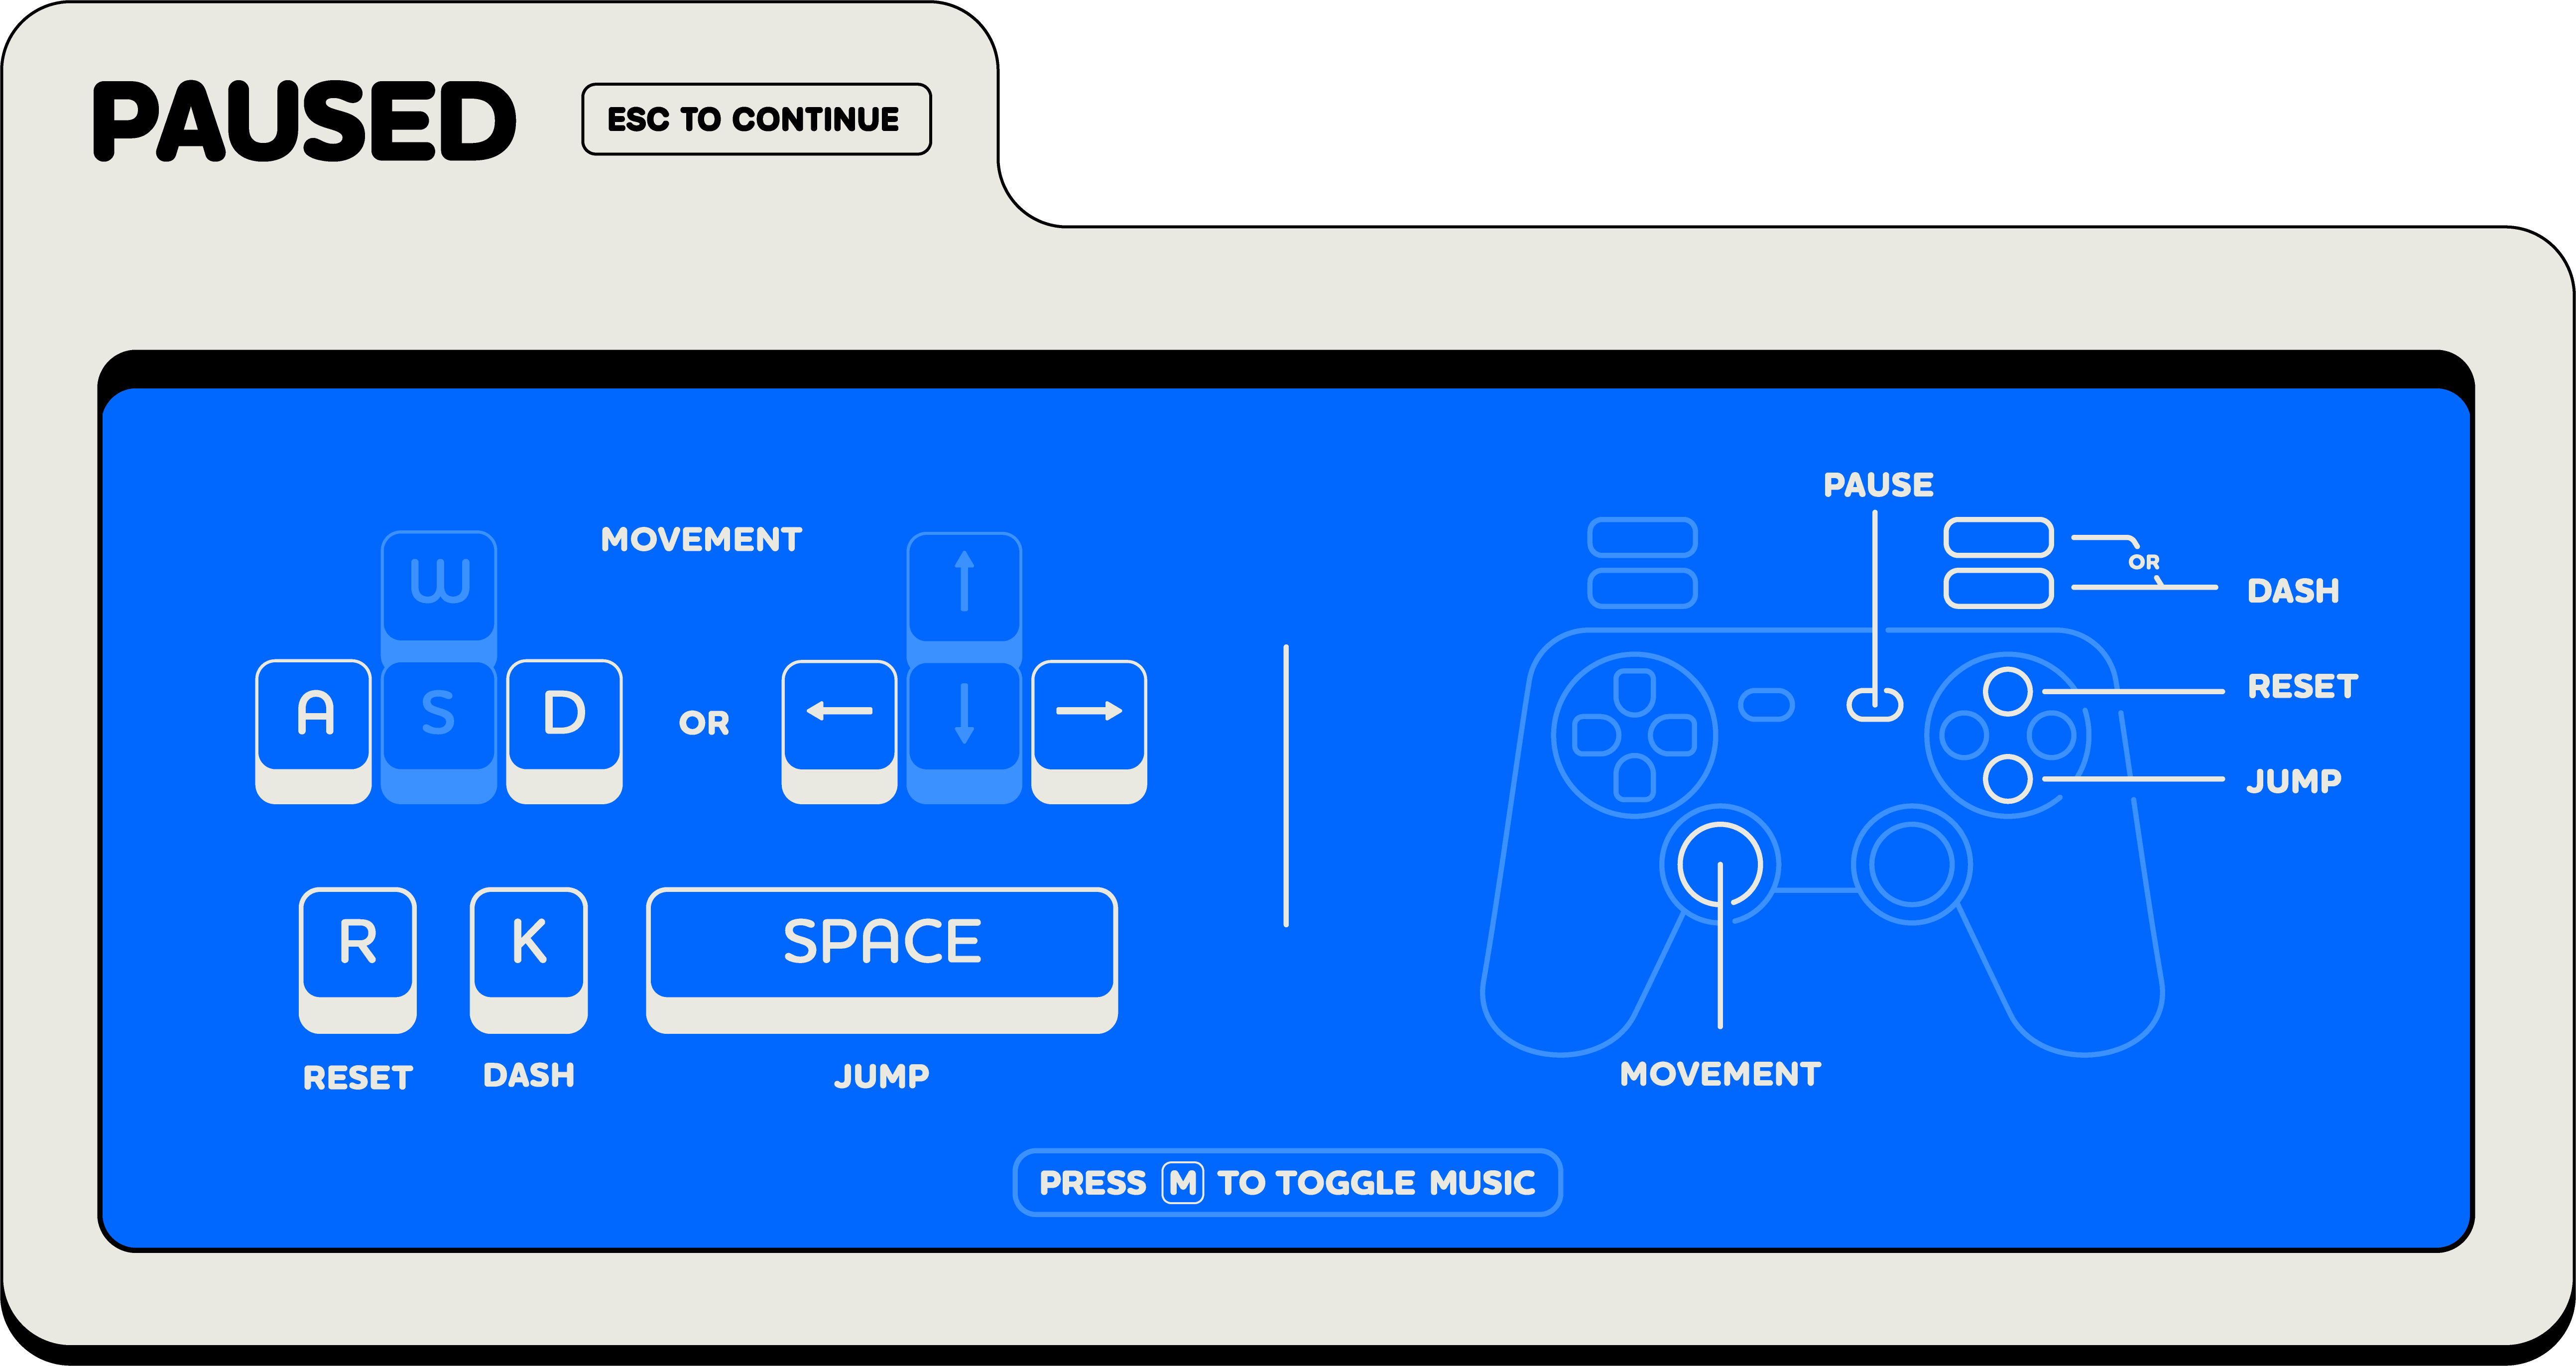 PAUSED
ESC TO CONTINUE
MOVEMENT
W
A
S
D
OR
R
K
SPACE
RESET
DASH
JUMP
PAUSE
OR
DASH
RESET
JUMP
MOVEMENT
PRESS M TO TOGGLE MUSIC